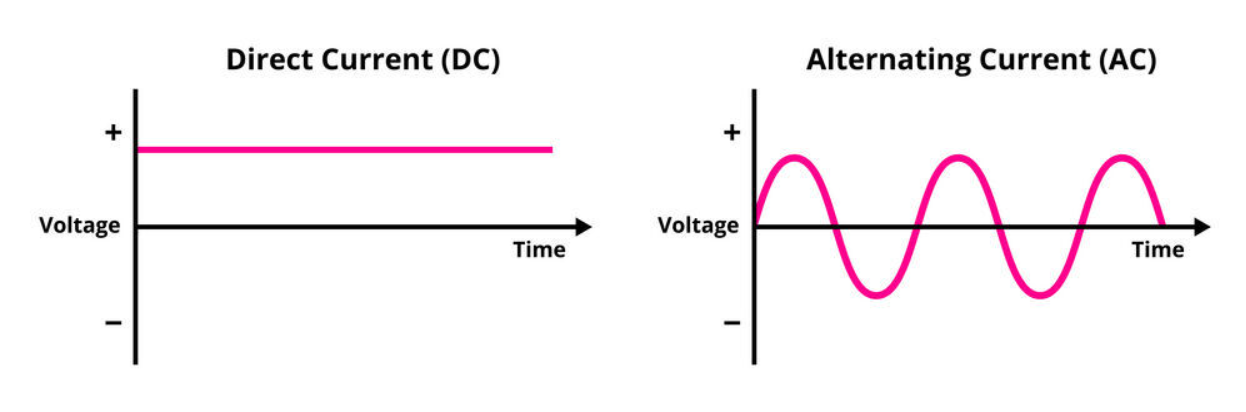 Direct Current (DC)
+
Voltage
Time
–
Alternating Current (AC)
+
Voltage
Time
–